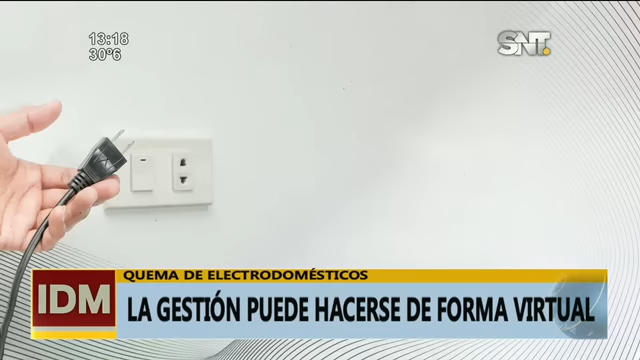 13:18
30°6
SNT.
QUEMA DE ELECTRODOMÉSTICOS
IDM
LA GESTIÓN PUEDE HACERSE DE FORMA VIRTUAL